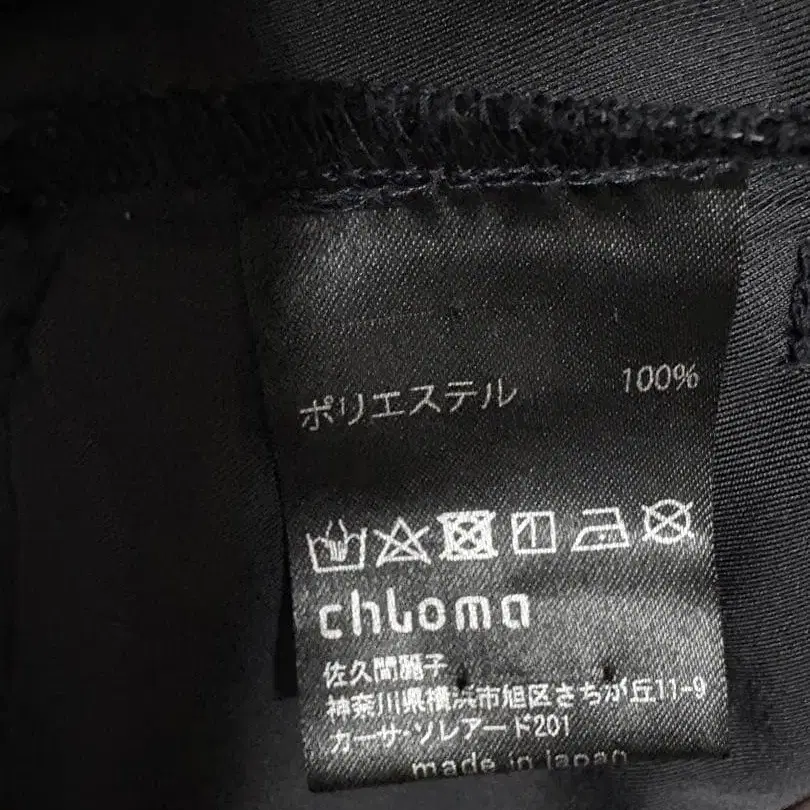 ポリエステル 100%
chloma
佐久間麗子
神奈川県横浜市旭区さちが丘11-9
カーサ・ソレアード201
made in japan